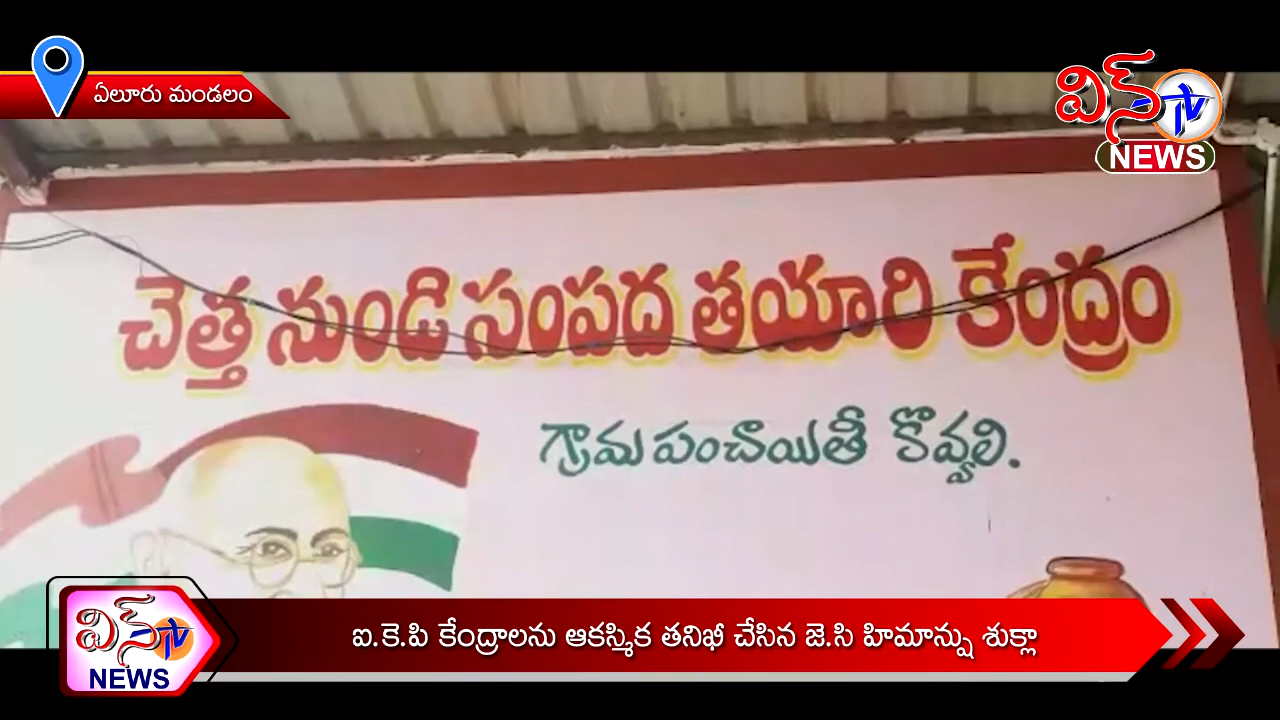 ఏలూరు మండలం
విన్ TV
NEWS
చెత్త నుండి సంపద తయారి కేంద్రం
గ్రామ పంచాయితీ కొవ్వలి.
విన్ TV
NEWS
ఐ.కె.పి కేంద్రాలను ఆకస్మిక తనిఖీ చేసిన జె.సి హిమాన్షు శుక్లా